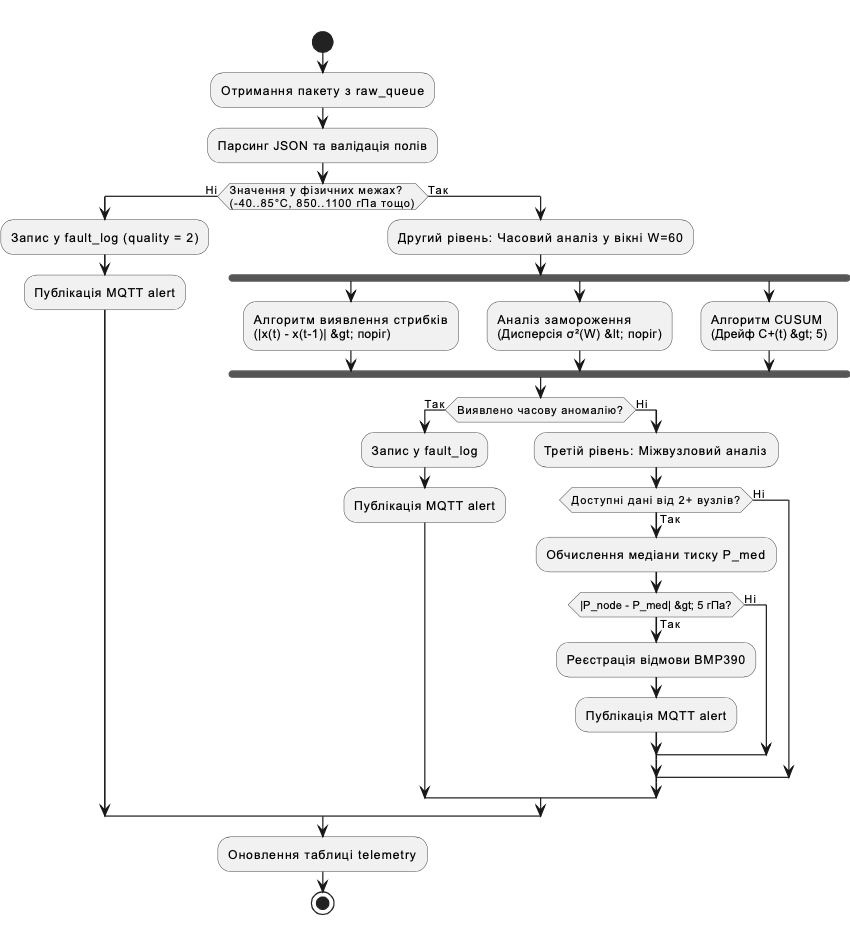 Отримання пакету з raw_queue
Парсинг JSON та валідація полів
Ні
Значення у фізичних межах?
(-40..85°C, 850..1100 гПа тощо)
Так
Запис у fault_log (quality = 2)
Публікація MQTT alert
Другий рівень: Часовий аналіз у вікні W=60
Алгоритм виявлення стрибків
(|x(t) - x(t-1)| &gt; поріг)
Аналіз замороження
(Дисперсія σ²(W) &lt; поріг)
Алгоритм CUSUM
(Дрейф C+(t) &gt; 5)
Так
Виявлено часову аномалію?
Ні
Запис у fault_log
Публікація MQTT alert
Третій рівень: Міжвузловий аналіз
Доступні дані від 2+ вузлів?
Ні
Так
Обчислення медіани тиску P_med
|P_node - P_med| &gt; 5 гПа?
Ні
Так
Реєстрація відмови BMP390
Публікація MQTT alert
Оновлення таблиці telemetry